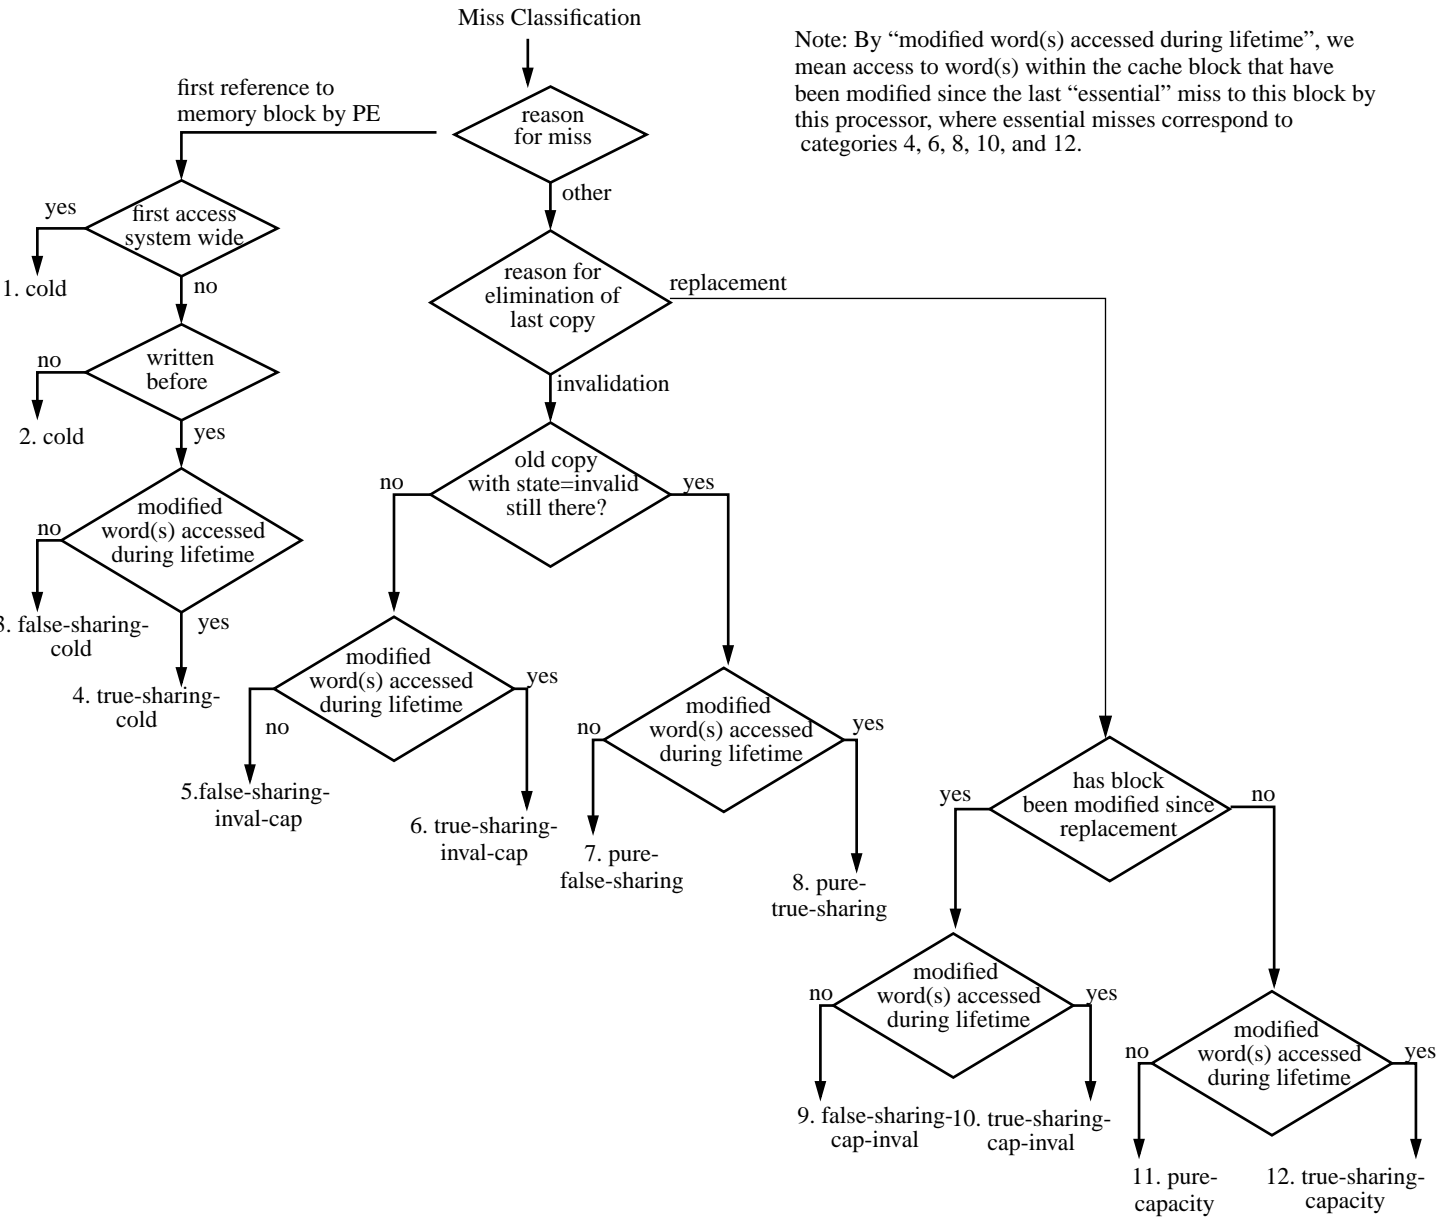 Miss Classification
Note: By “modified word(s) accessed during lifetime”, we
mean access to word(s) within the cache block that have
been modified since the last “essential” miss to this block by
this processor, where essential misses correspond to
categories 4, 6, 8, 10, and 12.
first reference to
memory block by PE
reason
for miss
other
yes
first access
system wide
1. cold
no
reason for
elimination of
last copy
replacement
invalidation
no
written
before
2. cold
yes
old copy
with state=invalid
still there?
no
yes
no
modified
word(s) accessed
during lifetime
false-sharing-
cold
yes
4. true-sharing-
cold
modified
word(s) accessed
during lifetime
no
yes
5.false-sharing-
inval-cap
6. true-sharing-
inval-cap
modified
word(s) accessed
during lifetime
no
yes
7. pure-
false-sharing
8. pure-
true-sharing
has block
been modified since
replacement
yes
no
modified
word(s) accessed
during lifetime
no
yes
9. false-sharing-
cap-inval
10. true-sharing-
cap-inval
modified
word(s) accessed
during lifetime
no
yes
11. pure-
capacity
12. true-sharing-
capacity